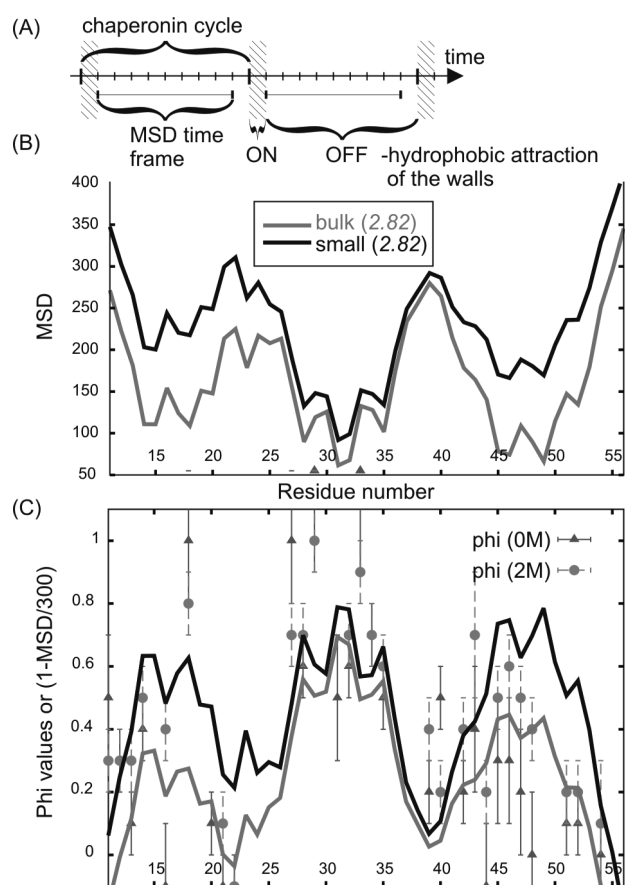 (A)
chaperonin cycle
time
MSD time
frame
ON
OFF
-hydrophobic attraction
of the walls
(B)
400
350
300
250
200
150
100
50
MSD
bulk (2.82)
small (2.82)
15 20 25 30 35 40 45 50 55
Residue number
(C)
1
0.8
0.6
0.4
0.2
0
Phi values or (1-MSD/300)
phi (0M)
phi (2M)
15 20 25 30 35 40 45 50 55